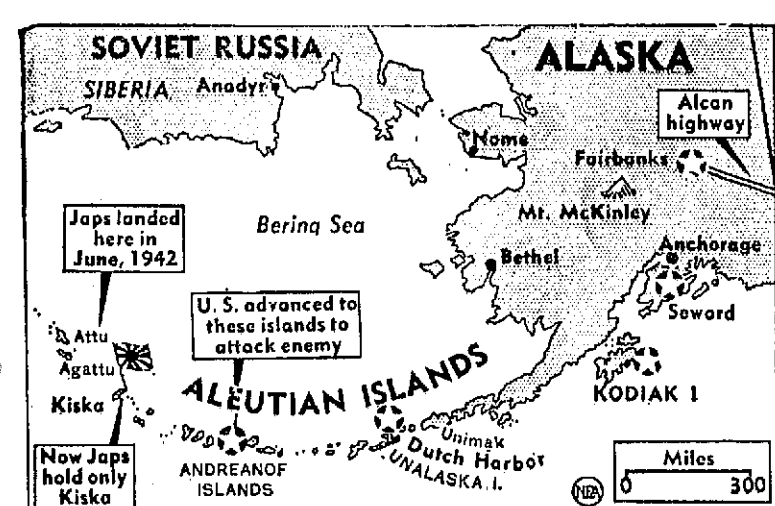 SOVIET RUSSIA
SIBERIA
Anadyr
ALASKA
Alcan
highway
Nome
Fairbanks
Mt. McKinley
Bering Sea
Bethel
Anchorage
Seward
Japs landed
here in
June, 1942
U. S. advanced to
these islands to
attack enemy
Attu
Agattu
Kiska
ALEUTIAN ISLANDS
KODIAK I
Now Japs
hold only
Kiska
ANDREANOF
ISLANDS
Unimak
Dutch Harbor
UNALASKA. I.
NEA
Miles
0 300